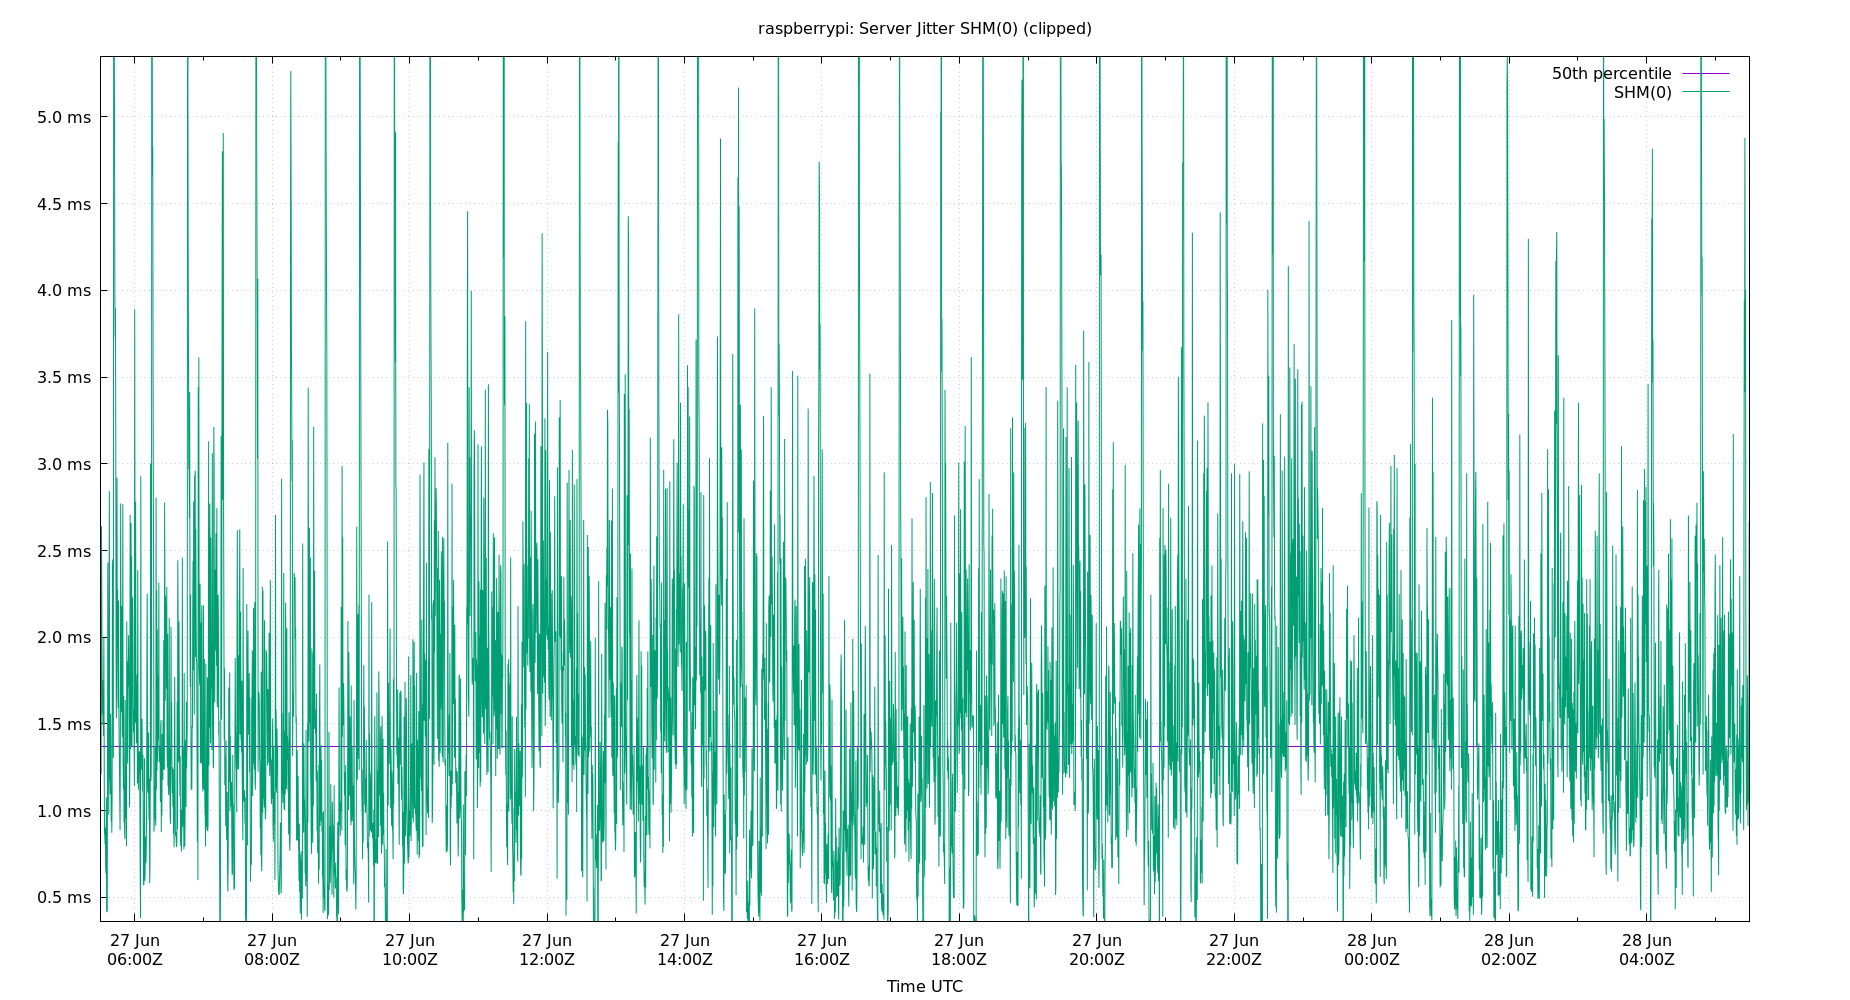 raspberrypi: Server Jitter SHM(0) (clipped)
50th percentile
SHM(0)
5.0 ms
4.5 ms
4.0 ms
3.5 ms
3.0 ms
2.5 ms
2.0 ms
1.5 ms
1.0 ms
0.5 ms
27 Jun 27 Jun 27 Jun 27 Jun 27 Jun 27 Jun 27 Jun 27 Jun 27 Jun 28 Jun 28 Jun 28 Jun
06:00Z 08:00Z 10:00Z 12:00Z 14:00Z 16:00Z 18:00Z 20:00Z 22:00Z 00:00Z 02:00Z 04:00Z
Time UTC